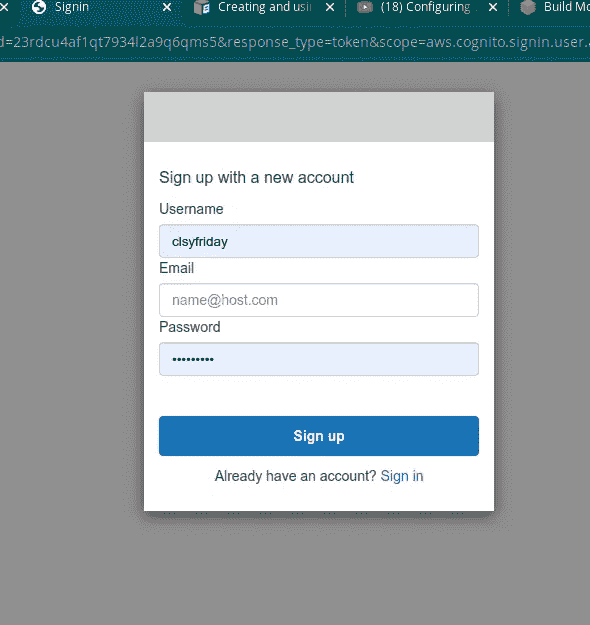 Signin
Creating and usi
(18) Configuring
Build Mo
d=23rdcu4af1qt7934l2a9q6qms5&response_type=token&scope=aws.cognito.signin.user.
Sign up with a new account
Username
clsyfriday
Email
name@host.com
Password
•••••••••
Sign up
Already have an account? Sign in